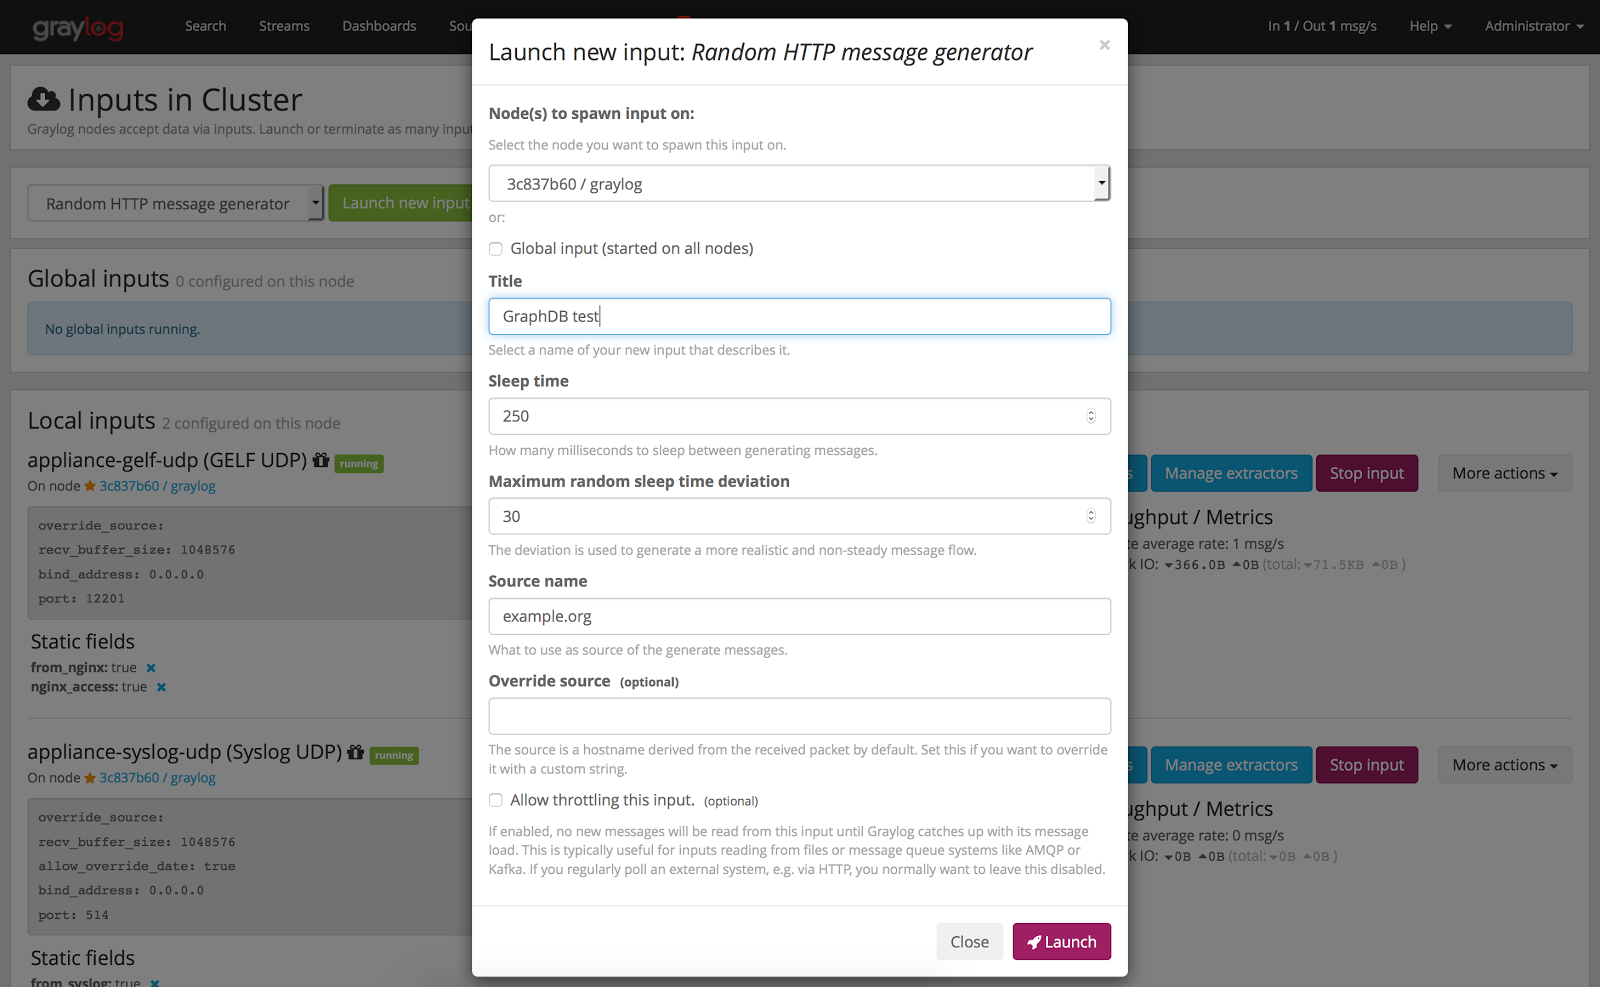 graylog Search Streams Dashboards Sou In 1 / Out 1 msg/s Help Administrator
Inputs in Cluster
Graylog nodes accept data via inputs. Launch or terminate as many input
Random HTTP message generator Launch new input
Global inputs 0 configured on this node
No global inputs running.
Local inputs 2 configured on this node
appliance-gelf-udp (GELF UDP) running
On node 3c837b60 / graylog
override_source:
recv_buffer_size: 1048576
bind_address: 0.0.0.0
port: 12201
Static fields
from_nginx: true
nginx_access: true
appliance-syslog-udp (Syslog UDP) running
On node 3c837b60 / graylog
override_source:
recv_buffer_size: 1048576
allow_override_date: true
bind_address: 0.0.0.0
port: 514
Static fields
from_syslog: true
Launch new input: Random HTTP message generator ×
Node(s) to spawn input on:
Select the node you want to spawn this input on.
3c837b60 / graylog
or:
Global input (started on all nodes)
Title
GraphDB test
Select a name of your new input that describes it.
Sleep time
250
How many milliseconds to sleep between generating messages.
Maximum random sleep time deviation
30
The deviation is used to generate a more realistic and non-steady message flow.
Source name
example.org
What to use as source of the generate messages.
Override source (optional)
The source is a hostname derived from the received packet by default. Set this if you want to override
it with a custom string.
Allow throttling this input. (optional)
If enabled, no new messages will be read from this input until Graylog catches up with its message
load. This is typically useful for inputs reading from files or message queue systems like AMQP or
Kafka. If you regularly poll an external system, e.g. via HTTP, you normally want to leave this disabled.
Close Launch
s Manage extractors Stop input More actions
ughput / Metrics
te average rate: 1 msg/s
k IO: 366.0B 0B (total: 71.5KB 0B )
s Manage extractors Stop input More actions
ughput / Metrics
te average rate: 0 msg/s
k IO: 0B 0B (total: 0B 0B )